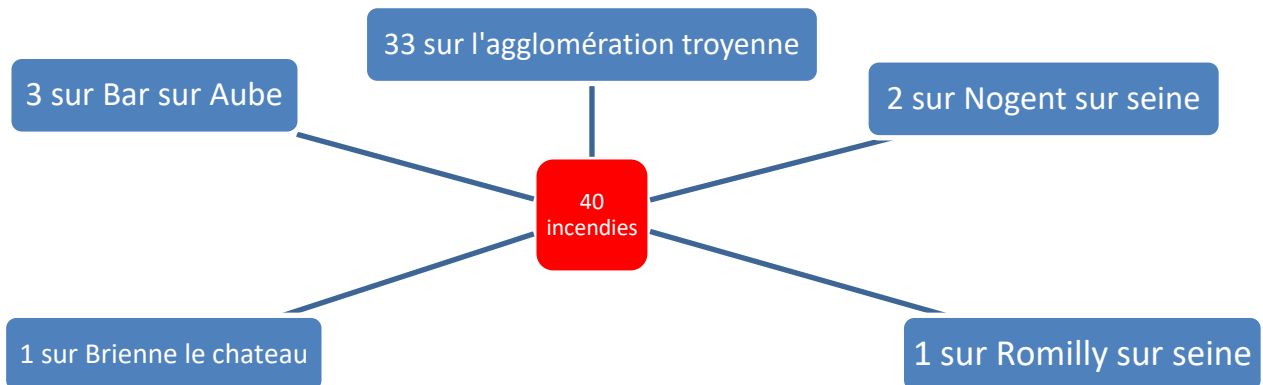 33 sur l'agglomération troyenne
3 sur Bar sur Aube
2 sur Nogent sur seine
40
incendies
1 sur Brienne le chateau
1 sur Romilly sur seine